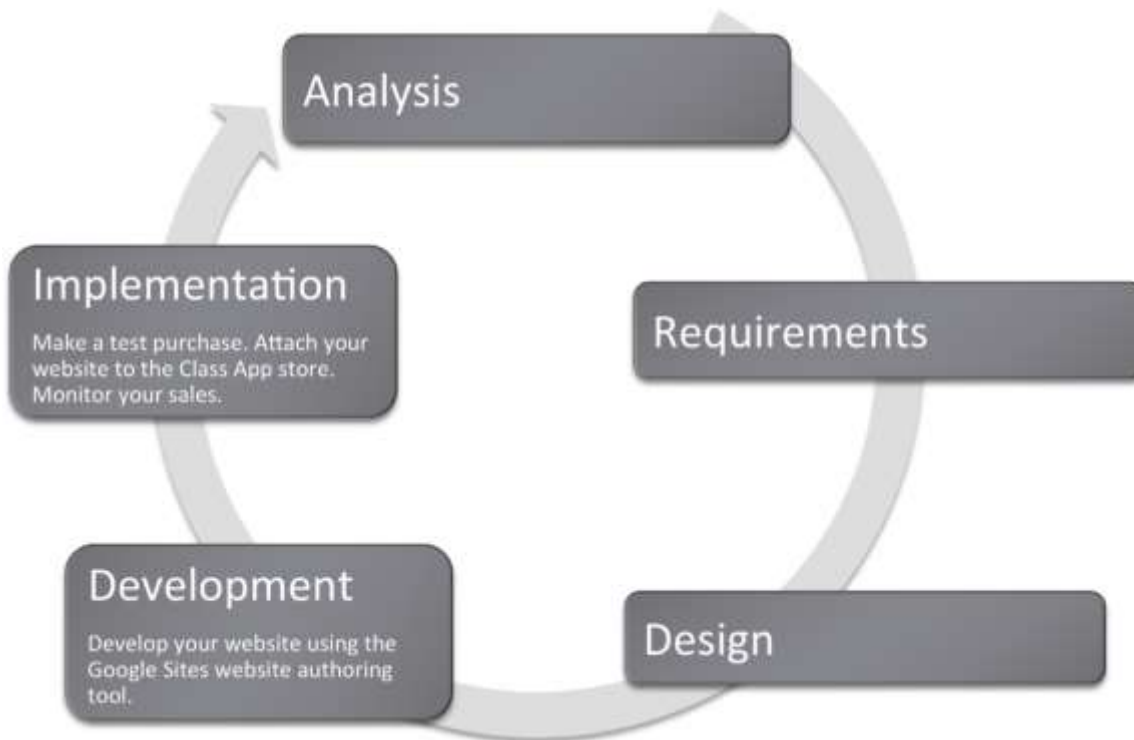 Analysis
Requirements
Design
Development
Develop your website using the
Google Sites website authoring
tool.
Implementation
Make a test purchase. Attach your
website to the Class App store.
Monitor your sales.